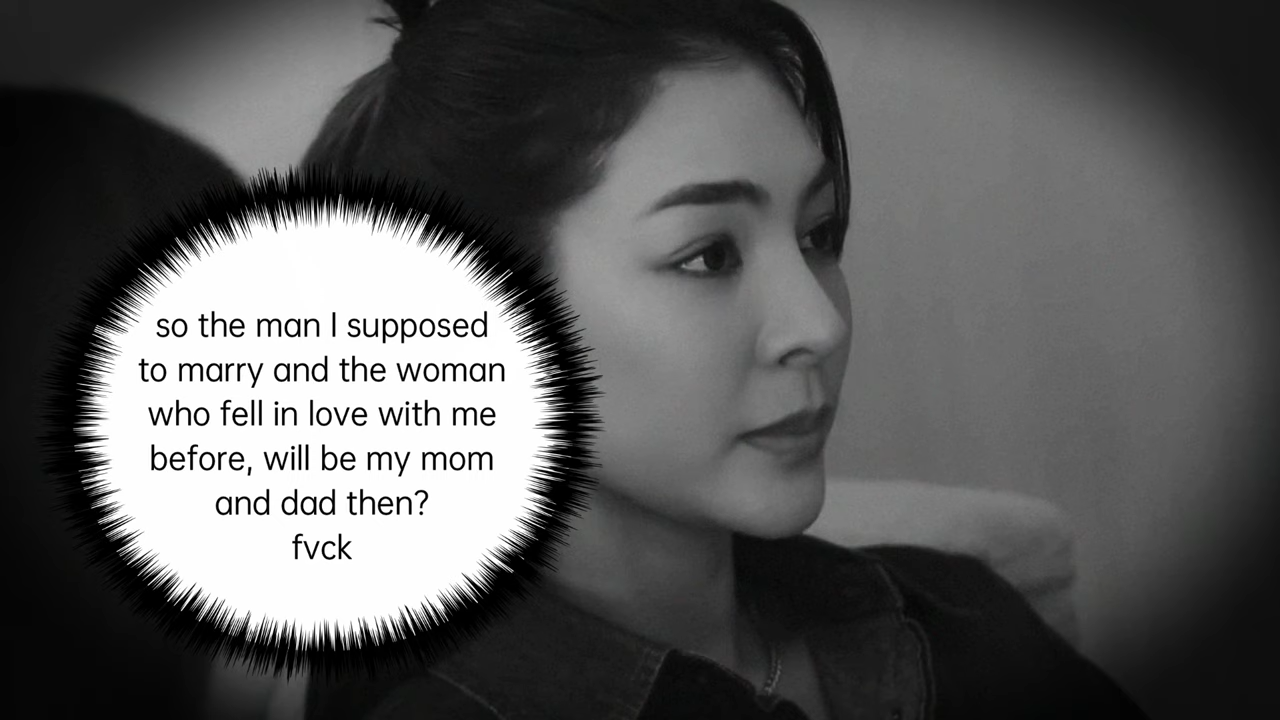 so the man I supposed
to marry and the woman
who fell in love with me
before, will be my mom
and dad then?
fvck